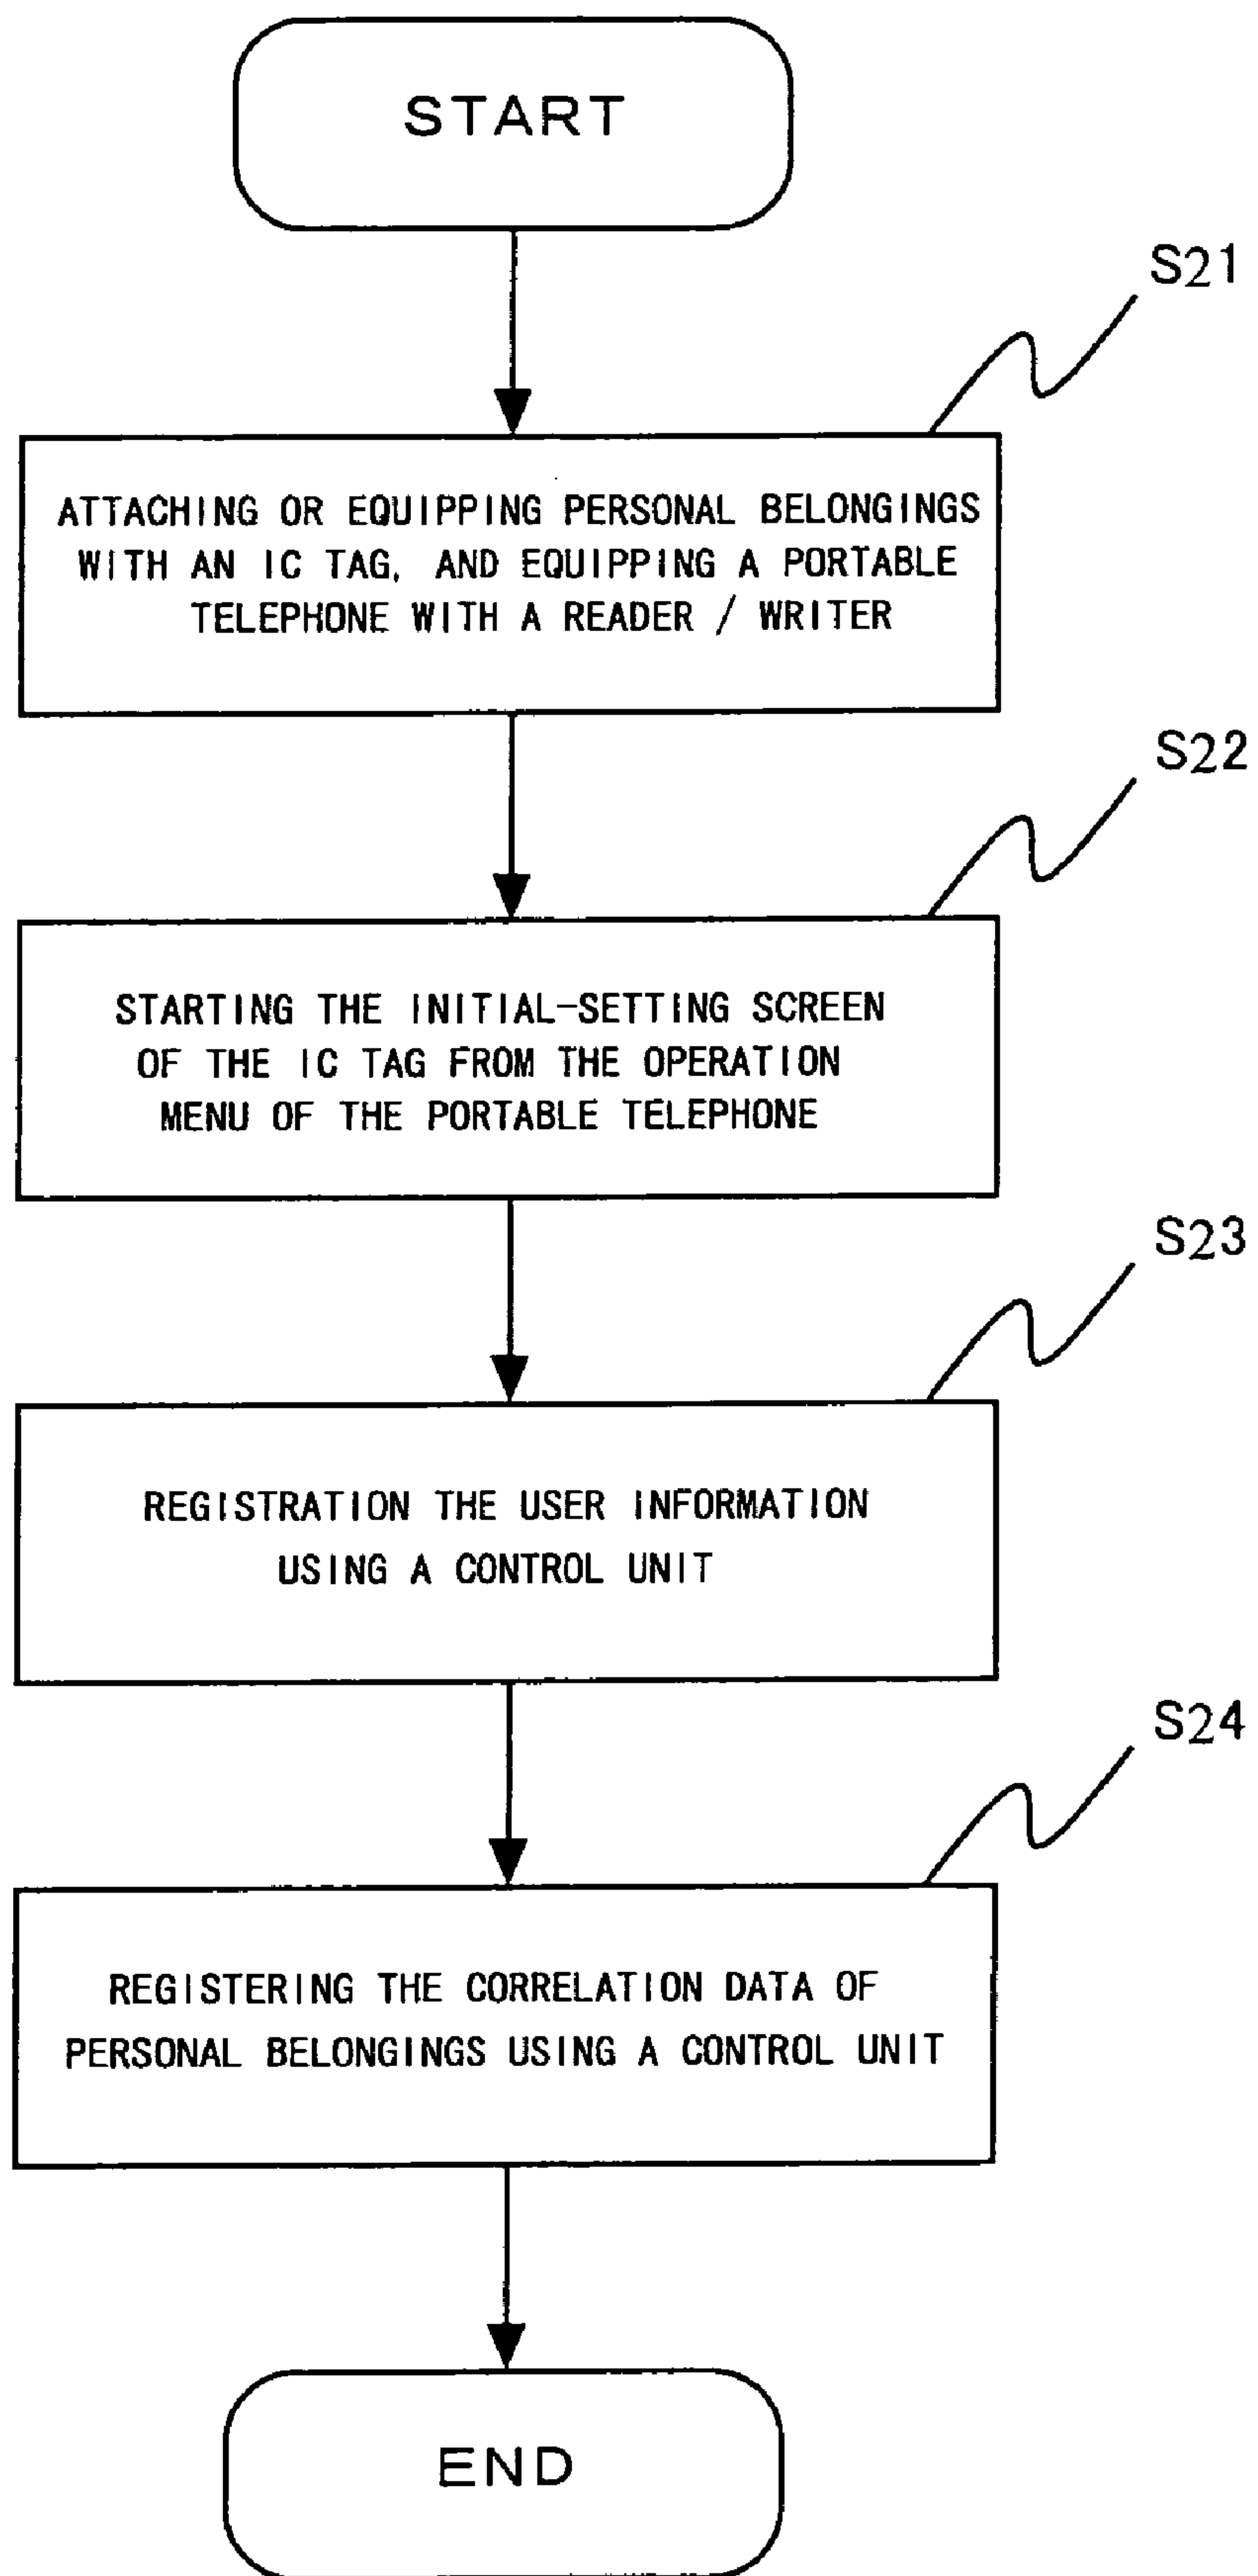 START
S21
ATTACHING OR EQUIPPING PERSONAL BELONGINGS
WITH AN IC TAG, AND EQUIPPING A PORTABLE
TELEPHONE WITH A READER / WRITER
S22
STARTING THE INITIAL-SETTING SCREEN
OF THE IC TAG FROM THE OPERATION
MENU OF THE PORTABLE TELEPHONE
S23
REGISTRATION THE USER INFORMATION
USING A CONTROL UNIT
S24
REGISTERING THE CORRELATION DATA OF
PERSONAL BELONGINGS USING A CONTROL UNIT
END